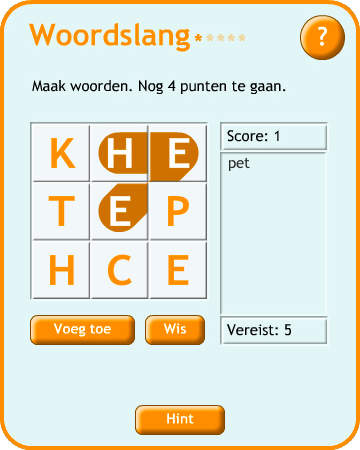 Woordslang
?
Maak woorden. Nog 4 punten te gaan.
K H E
T E P
H C E
Score: 1
pet
Vereist: 5
Voeg toe
Wis
Hint